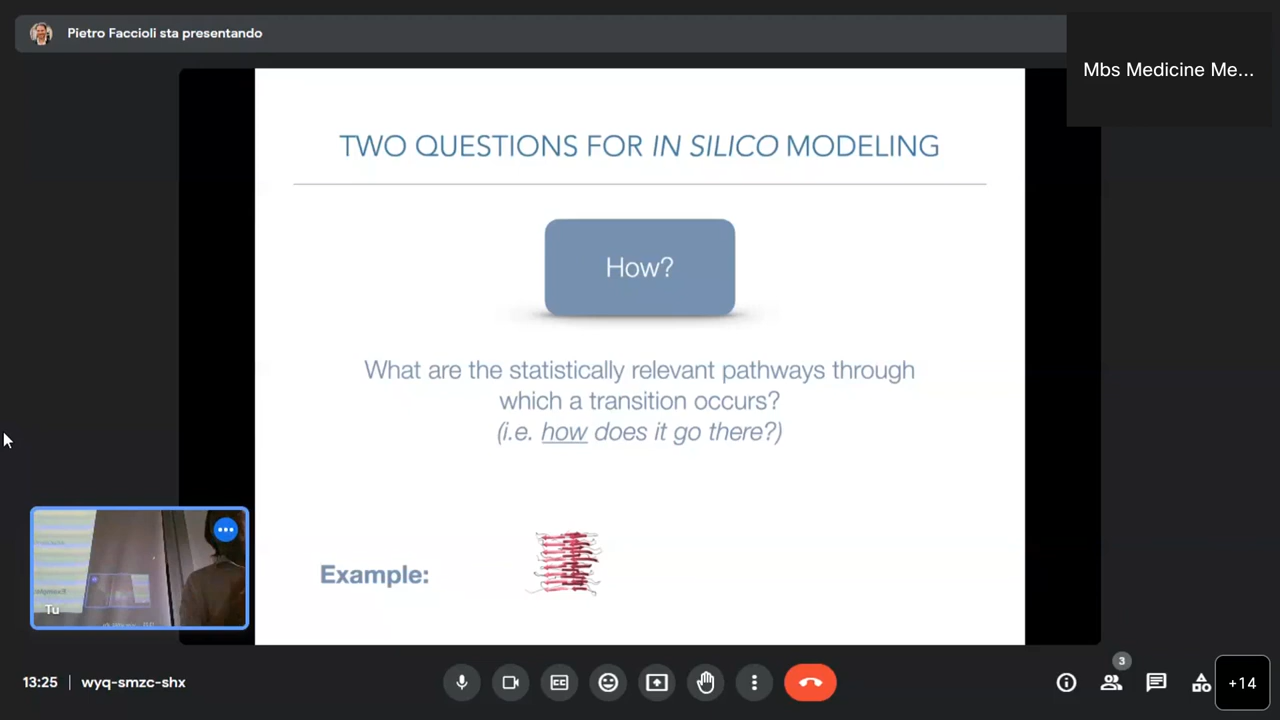 Pietro Faccioli sta presentando
Mbs Medicine Me...
TWO QUESTIONS FOR IN SILICO MODELING
How?
What are the statistically relevant pathways through
which a transition occurs?
(i.e. how does it go there?)
Example:
Tu
13:25 | wyq-smzc-shx
3
+14